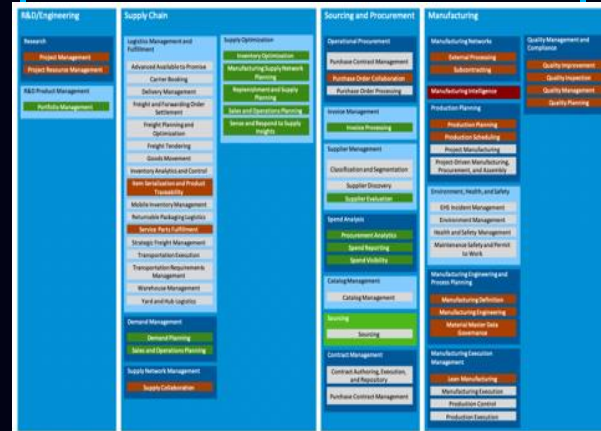 R&D/Engineering
Research
Project Management
Project Resource Management
R&D Product Management
Portfolio Management
Supply Chain
Logistics Management and
Fulfillment
Advanced Available to Promise
Carrier Booking
Delivery Management
Freight and Forwarding Order
Settlement
Freight Planning and
Optimization
Freight Tendering
Goods Movement
Inventory Analytics and Control
Item Serialization and Product
Traceability
Mobile Inventory Management
Returnable Packaging Logistics
Service Parts Fulfillment
Strategic Freight Management
Transportation Execution
Transportation Requirements
Management
Warehouse Management
Yard and Hub Logistics
Demand Management
Demand Planning
Sales and Operations Planning
Supply Network Management
Supply Collaboration
Supply Optimization
Inventory Optimization
Manufacturing Supply Network
Planning
Replenishment and Supply
Planning
Sales and Operations Planning
Sense and Respond to Supply
Insights
Sourcing and Procurement
Operational Procurement
Purchase Contract Management
Purchase Order Collaboration
Purchase Order Processing
Invoice Management
Invoice Processing
Supplier Management
Classification and Segmentation
Supplier Discovery
Supplier Evaluation
Spend Analysis
Procurement Analytics
Spend Reporting
Spend Visibility
Catalog Management
Catalog Management
Sourcing
Sourcing
Contract Management
Contract Authoring, Execution,
and Repository
Purchase Contract Management
Manufacturing
Manufacturing Networks
External Processing
Subcontracting
Manufacturing Intelligence
Production Planning
Production Planning
Production Scheduling
Project Manufacturing
Project-Driven Manufacturing,
Procurement, and Assembly
Environment, Health, and Safety
EHS Incident Management
Environment Management
Health and Safety Management
Maintenance Safety and Permit
to Work
Manufacturing Engineering and
Process Planning
Manufacturing Definition
Manufacturing Engineering
Material Master Data
Governance
Manufacturing Execution
Management
Lean Manufacturing
Manufacturing Execution
Production Control
Production Execution
Quality Management and
Compliance
Quality Improvement
Quality Inspection
Quality Management
Quality Planning